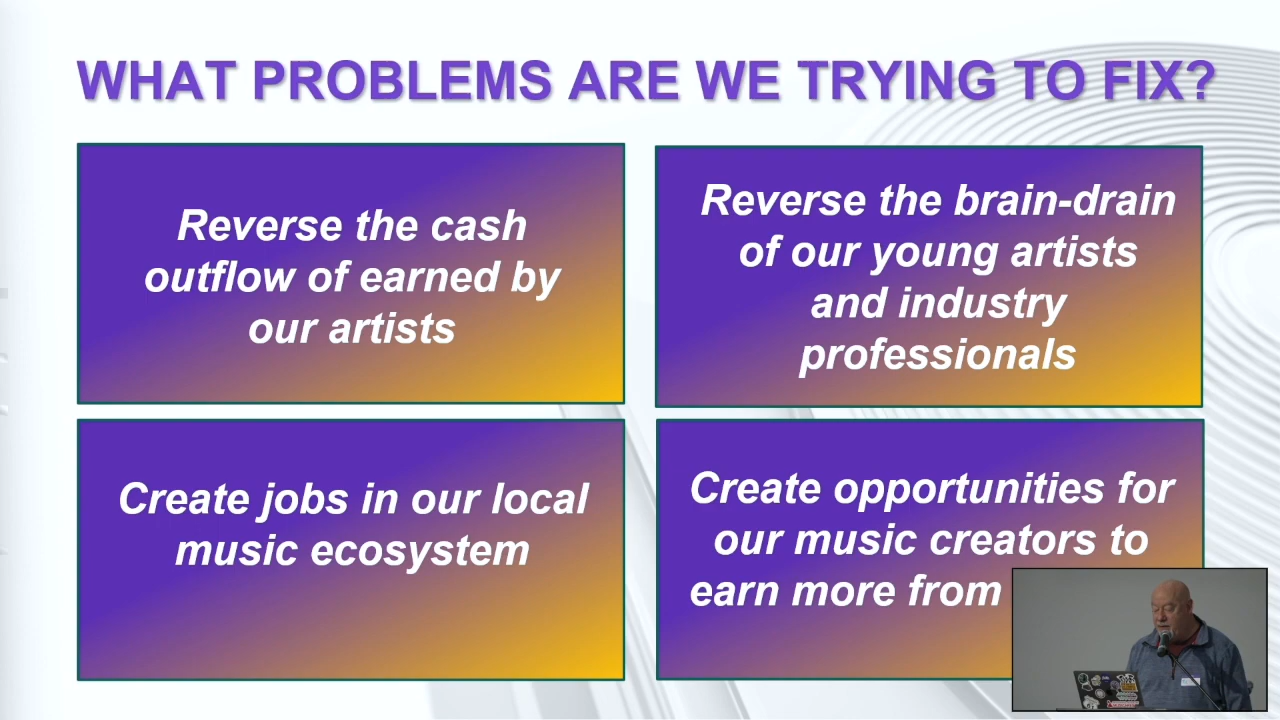 WHAT PROBLEMS ARE WE TRYING TO FIX?
Reverse the cash
outflow of earned by
our artists
Reverse the brain-drain
of our young artists
and industry
professionals
Create jobs in our local
music ecosystem
Create opportunities for
our music creators to
earn more from